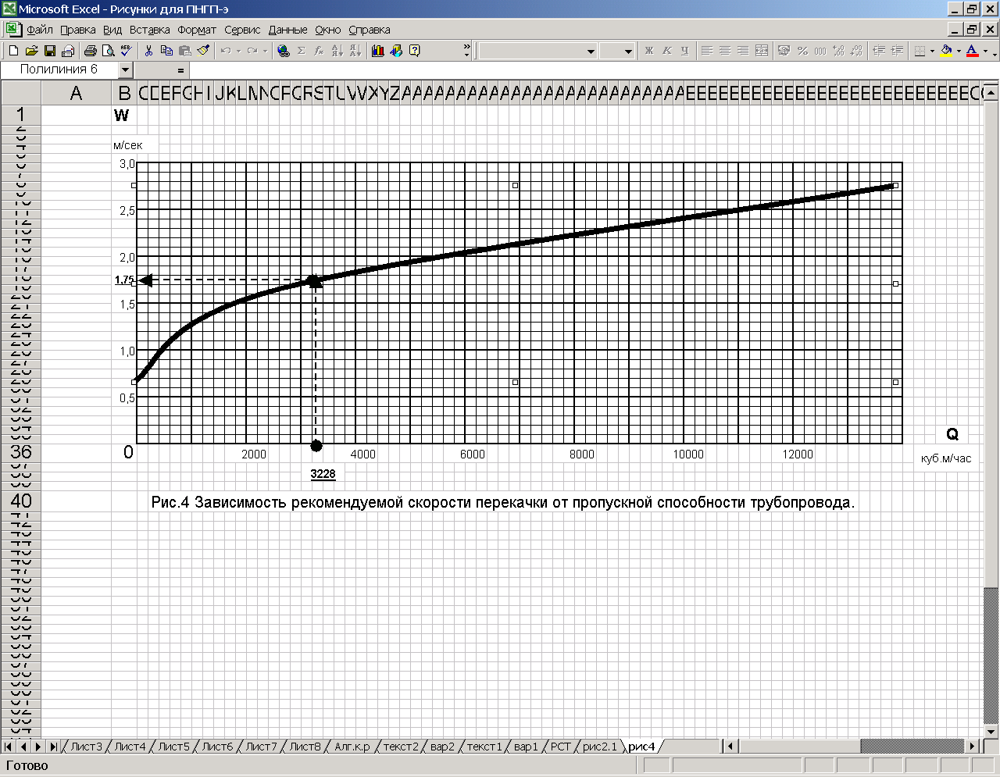 Microsoft Excel - Рисунки для ПНГП-э
Файл Правка Вид Вставка Формат Сервис Данные Окно Справка
Полилиния 6 =
A B
1 W
м/сек
3,0
2,5
2,0
1,75
1,5
1,0
0,5
Q
36 0 2000 4000 6000 8000 10000 12000 куб.м/час
3228
40 Рис.4 Зависимость рекомендуемой скорости перекачки от пропускной способности трубопровода.
Лист3 Лист4 Лист5 Лист6 Лист7 Лист8 Алг.к.р текст2 вар2 текст1 вар1 РСТ рис2.1 рис4
Готово